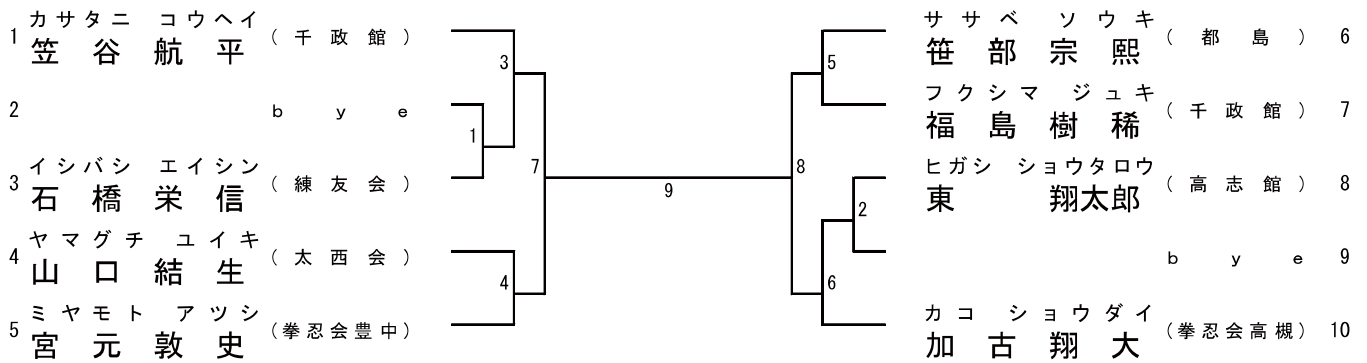 カサタニ コウヘイ
1 笠谷航平 (千政館)
2 bye
イシバシ エイシン
3 石橋栄信 (練友会)
ヤマグチ ユイキ
4 山口結生 (太西会)
ミヤモト アツシ
5 宮元敦史 (拳忍会豊中)
3
1
7
4
9
8
5
2
6
ササベ ソウキ
笹部宗熙 (都島) 6
フクシマ ジュキ
福島樹稀 (千政館) 7
ヒガシ ショウタロウ
東 翔太郎 (高志館) 8
bye 9
カコ ショウダイ
加古翔大 (拳忍会高槻) 10